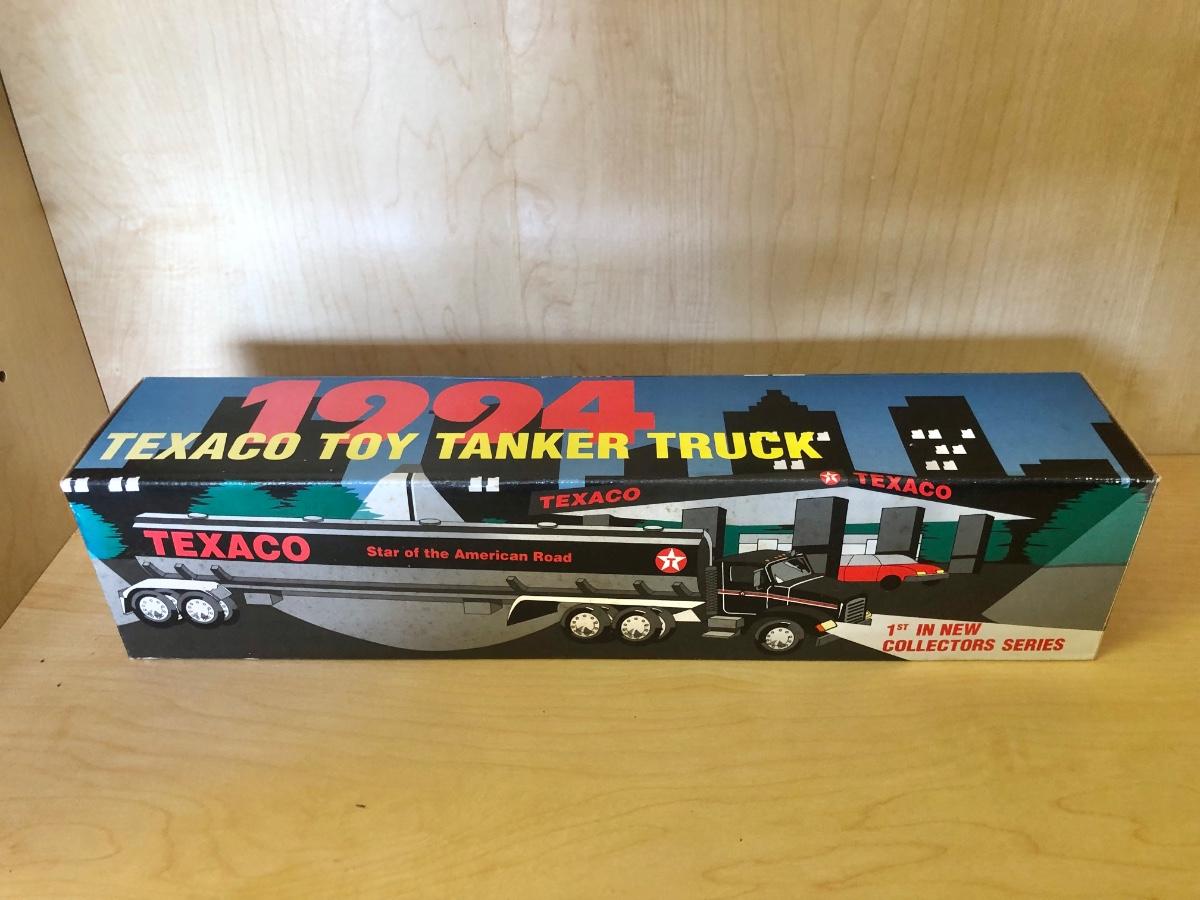 1994
TEXACO TOY TANKER TRUCK
TEXACO
TEXACO
TEXACO
Star of the American Road
T
1ST IN NEW
COLLECTORS SERIES